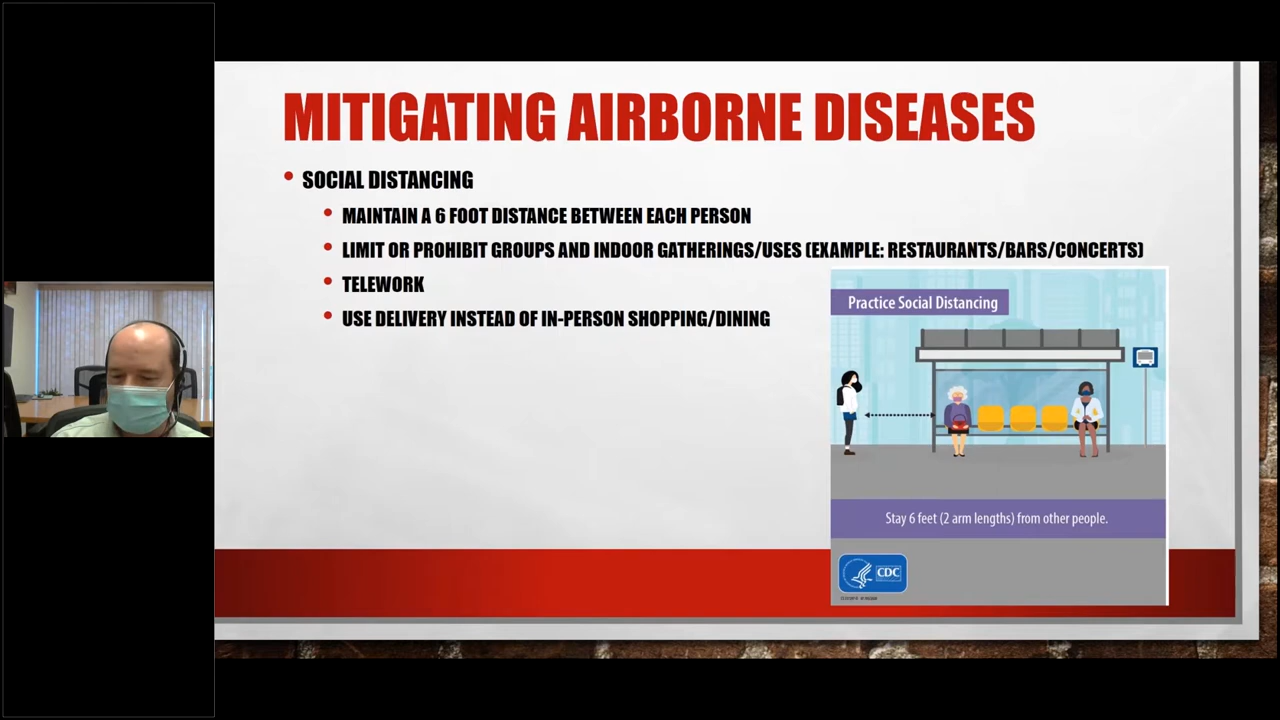 MITIGATING AIRBORNE DISEASES
SOCIAL DISTANCING
MAINTAIN A 6 FOOT DISTANCE BETWEEN EACH PERSON
LIMIT OR PROHIBIT GROUPS AND INDOOR GATHERINGS/USES (EXAMPLE: RESTAURANTS/BARS/CONCERTS)
TELEWORK
USE DELIVERY INSTEAD OF IN-PERSON SHOPPING/DINING
Practice Social Distancing
Stay 6 feet (2 arm lengths) from other people.
CDC